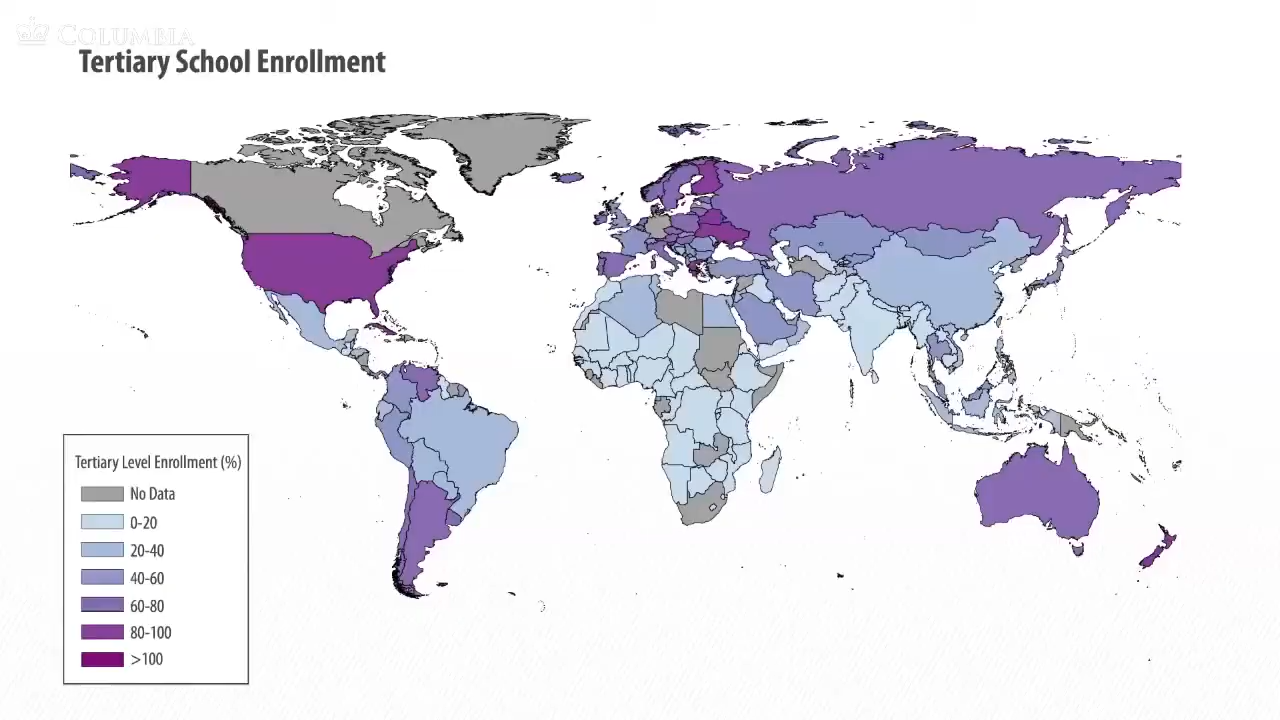 COLUMBIA
Tertiary School Enrollment
Tertiary Level Enrollment (%)
No Data
0-20
20-40
40-60
60-80
80-100
>100